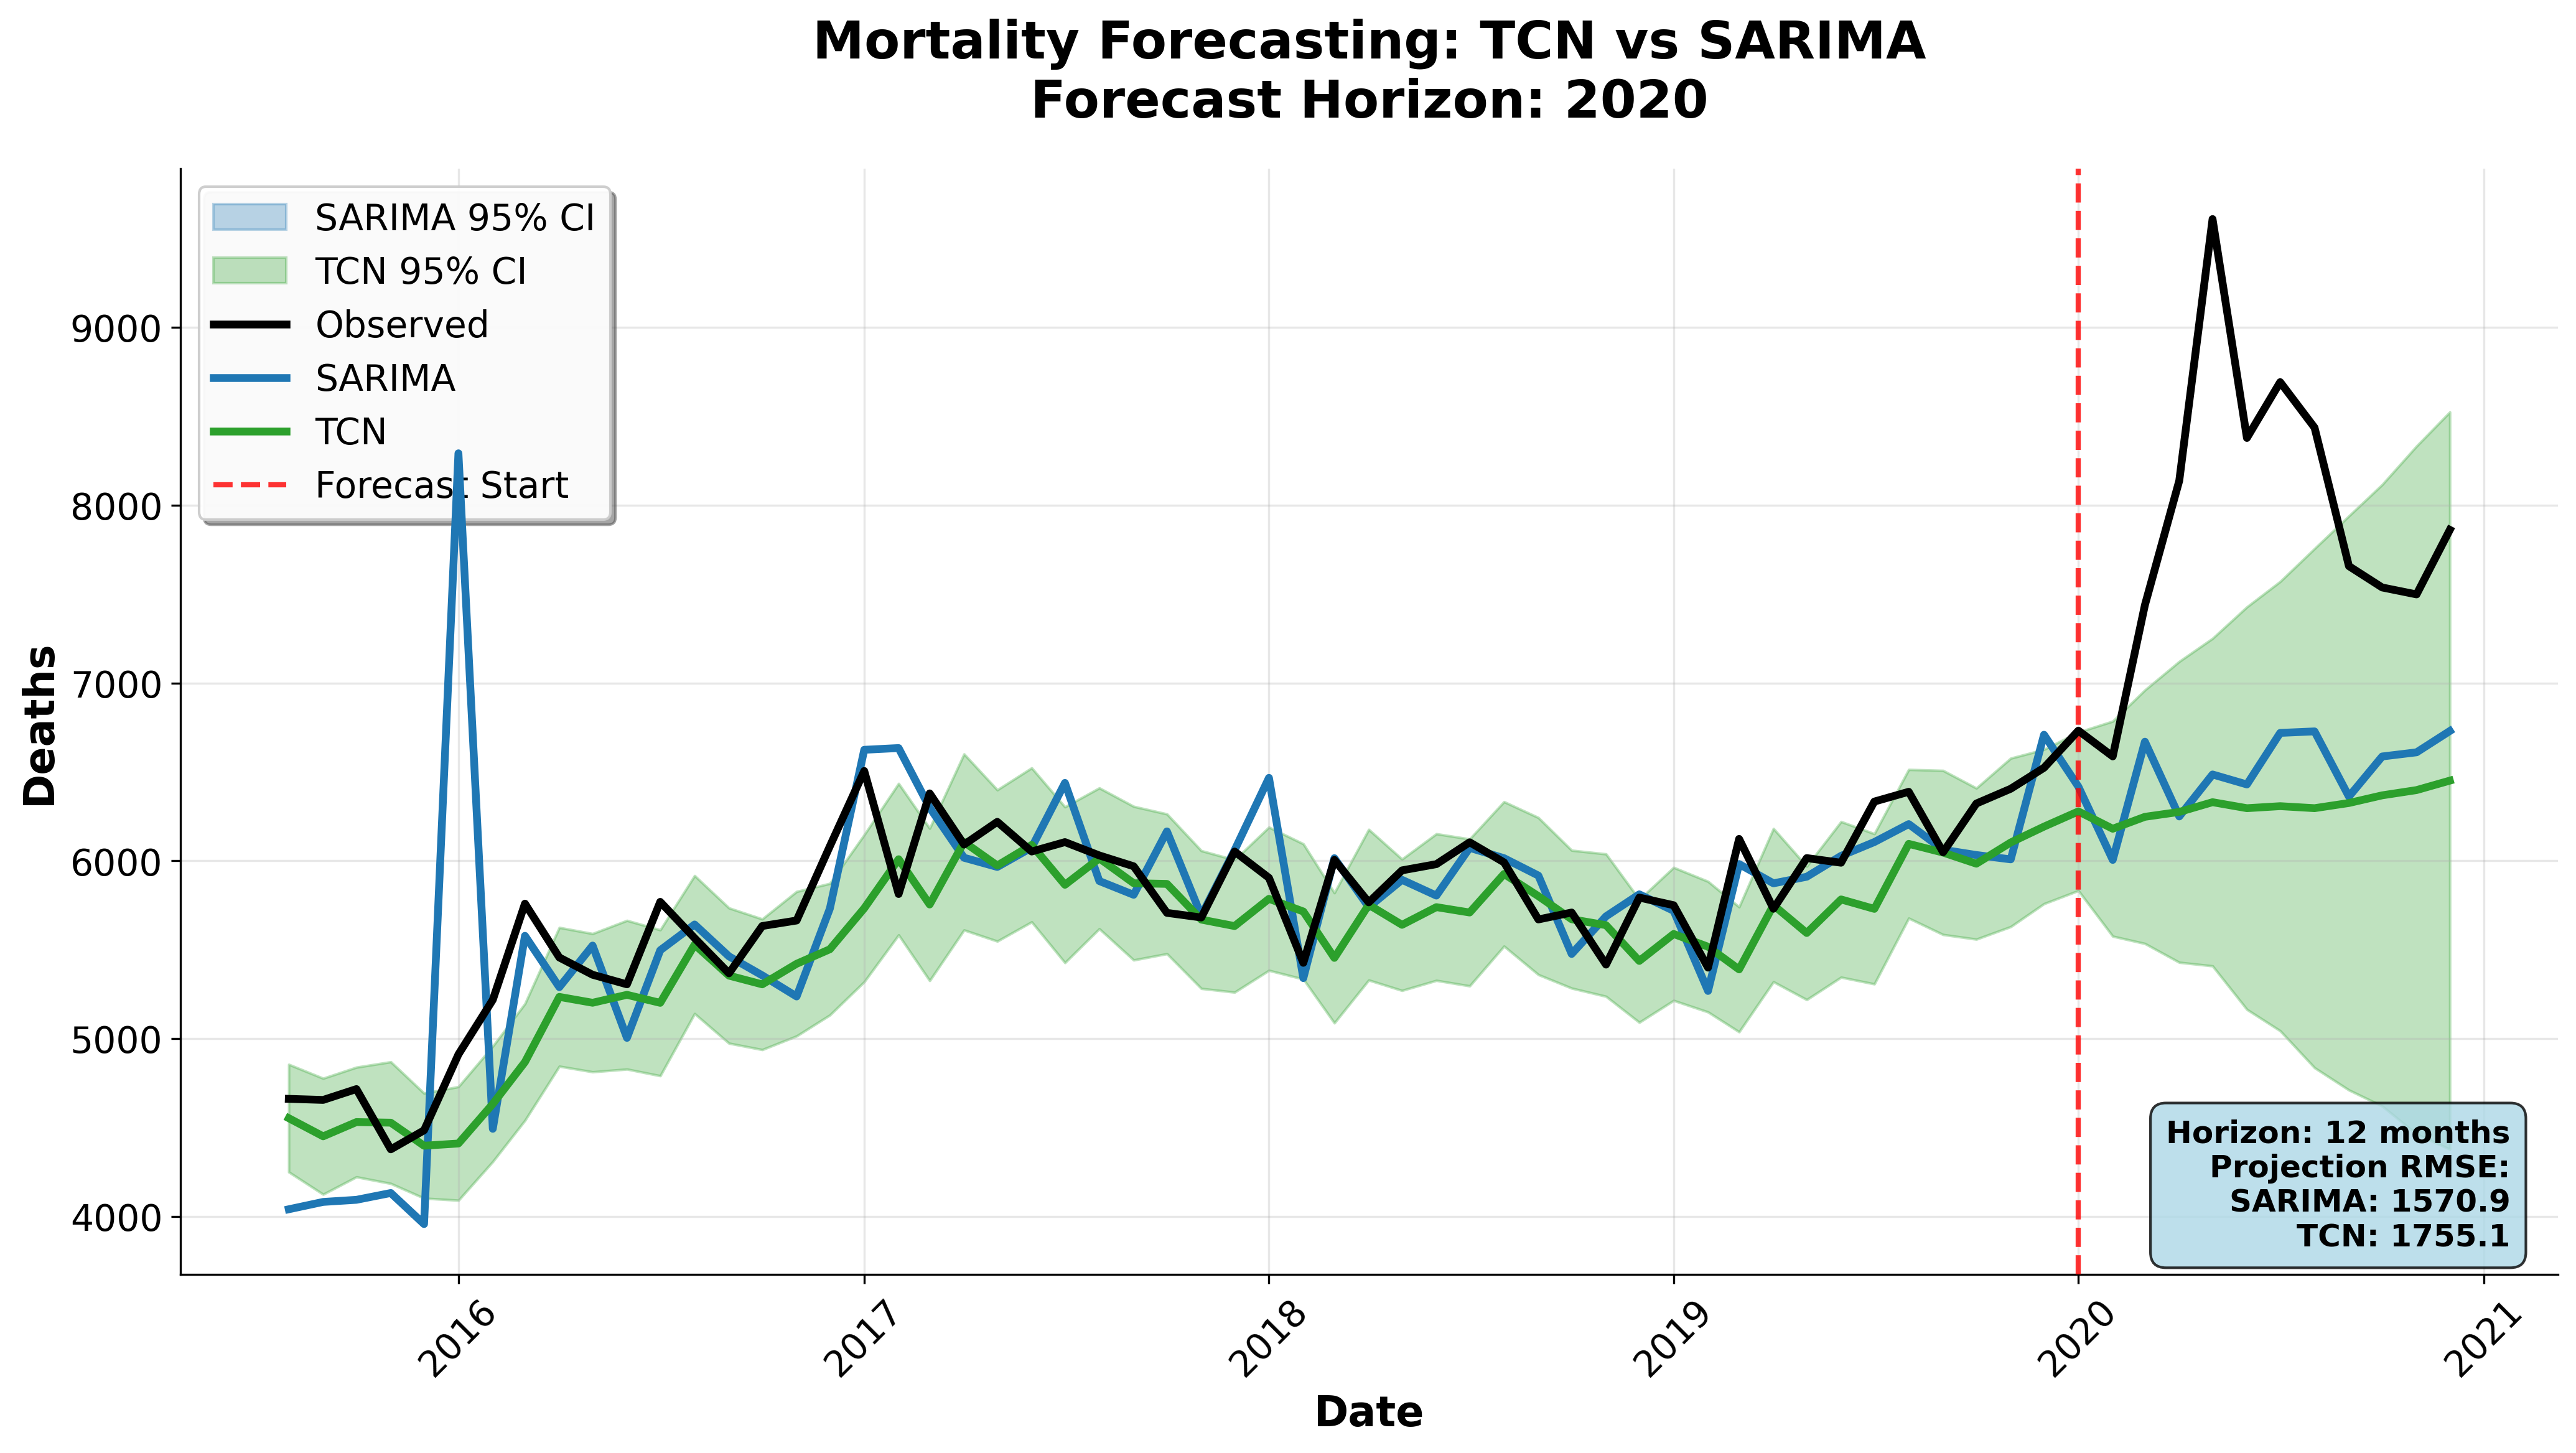 Mortality Forecasting: TCN vs SARIMA
Forecast Horizon: 2020
SARIMA 95% CI
TCN 95% CI
Observed
SARIMA
TCN
Forecast Start
Deaths
9000
8000
7000
6000
5000
4000
Horizon: 12 months
Projection RMSE:
SARIMA: 1570.9
TCN: 1755.1
2016
2017
2018
2019
2020
2021
Date